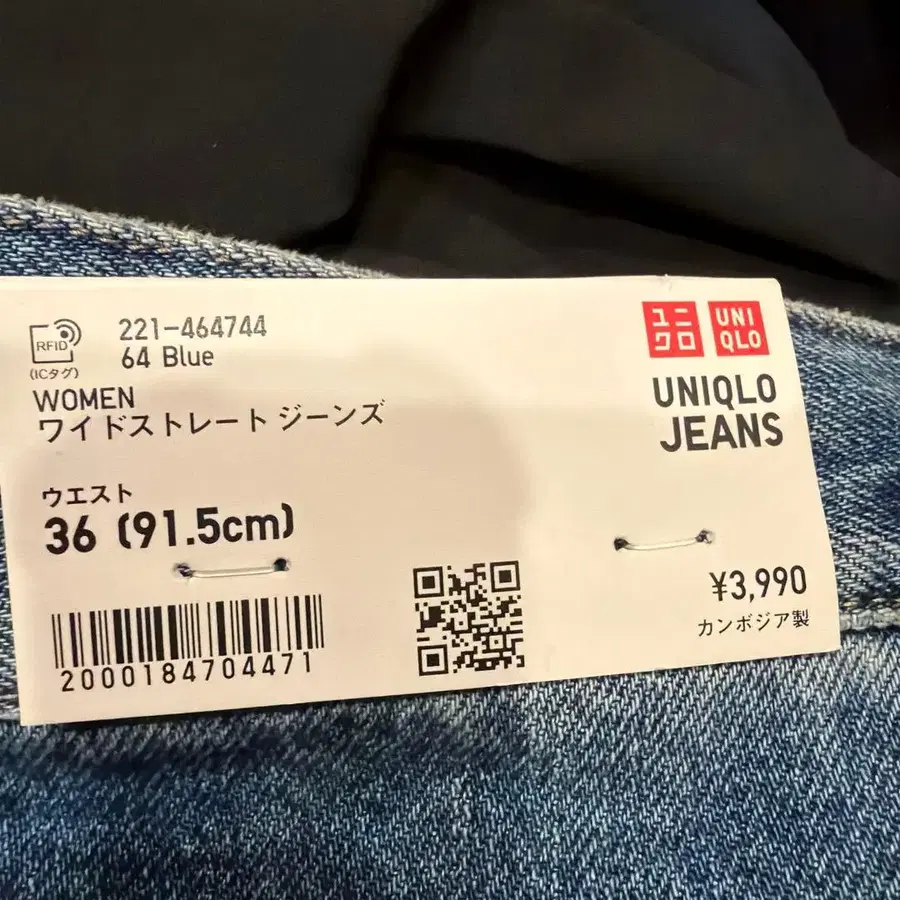 RFID
(ICタグ)
221-464744
64 Blue
WOMEN
ワイドストレート ジーンズ
ユニ
クロ
UNI
QLO
UNIQLO
JEANS
ウエスト
36 (91.5cm)
2000184704471
¥3,990
カンボジア製